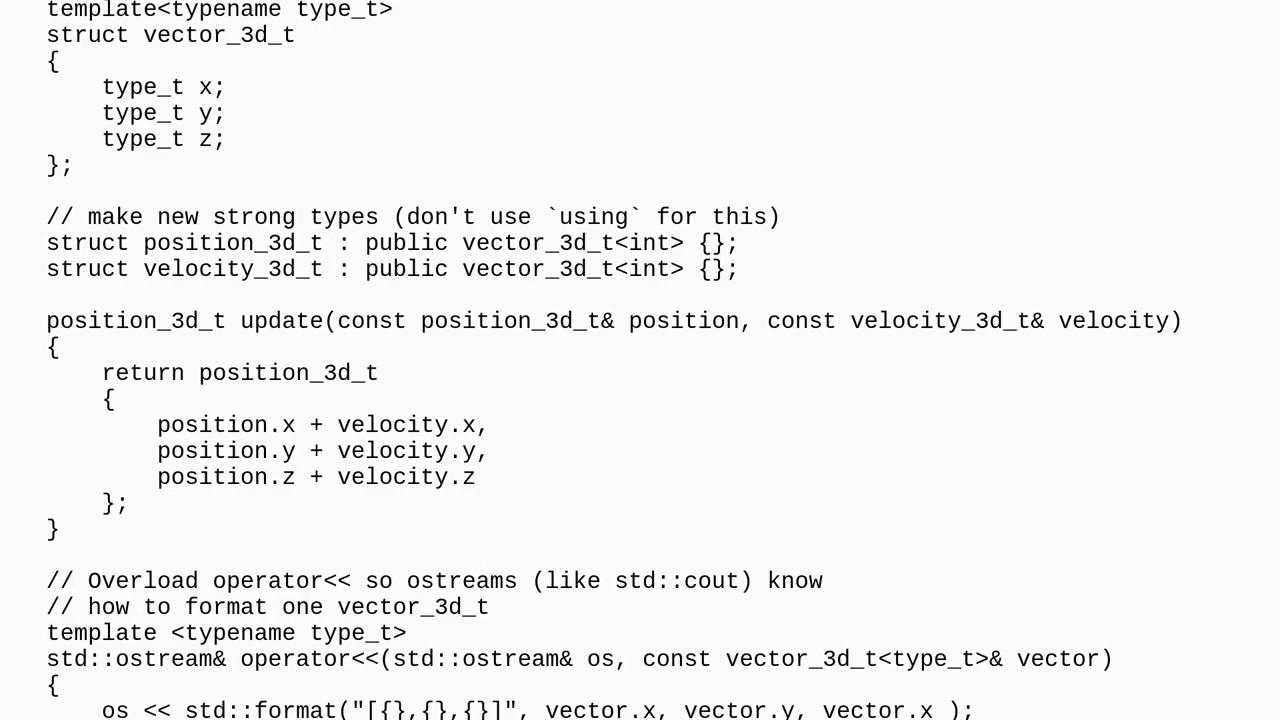 template<typename type_t>
struct vector_3d_t
{
    type_t x;
    type_t y;
    type_t z;
};

// make new strong types (don't use `using` for this)
struct position_3d_t : public vector_3d_t<int> {};
struct velocity_3d_t : public vector_3d_t<int> {};

position_3d_t update(const position_3d_t& position, const velocity_3d_t& velocity)
{
    return position_3d_t
    {
        position.x + velocity.x,
        position.y + velocity.y,
        position.z + velocity.z
    };
}

// Overload operator<< so ostreams (like std::cout) know
// how to format one vector_3d_t
template <typename type_t>
std::ostream& operator<<(std::ostream& os, const vector_3d_t<type_t>& vector)
{
    os << std::format("[{},{},{}]", vector.x, vector.y, vector.x );